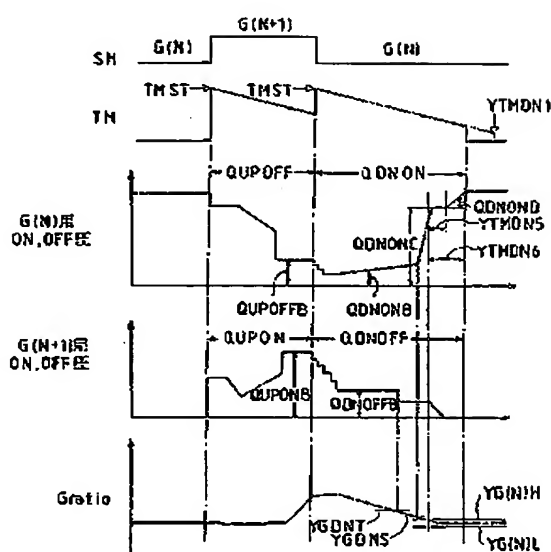 G(N+1)
G(N)
G(N)
SH
TMST
TMST
YTMDN1
TM
QUPOFF
QDNON
G(N)用
ON,OFF圧
QDNOND
YTMDN5
QDNONC
YTMDN6
QUPOFFB
QDNONB
G(N+1)用
ON,OFF圧
QUPON
QDNOFF
QUPONB
QDNOFFB
Gratio
YGDNT
YGDNS
YG(N)H
YG(N)L